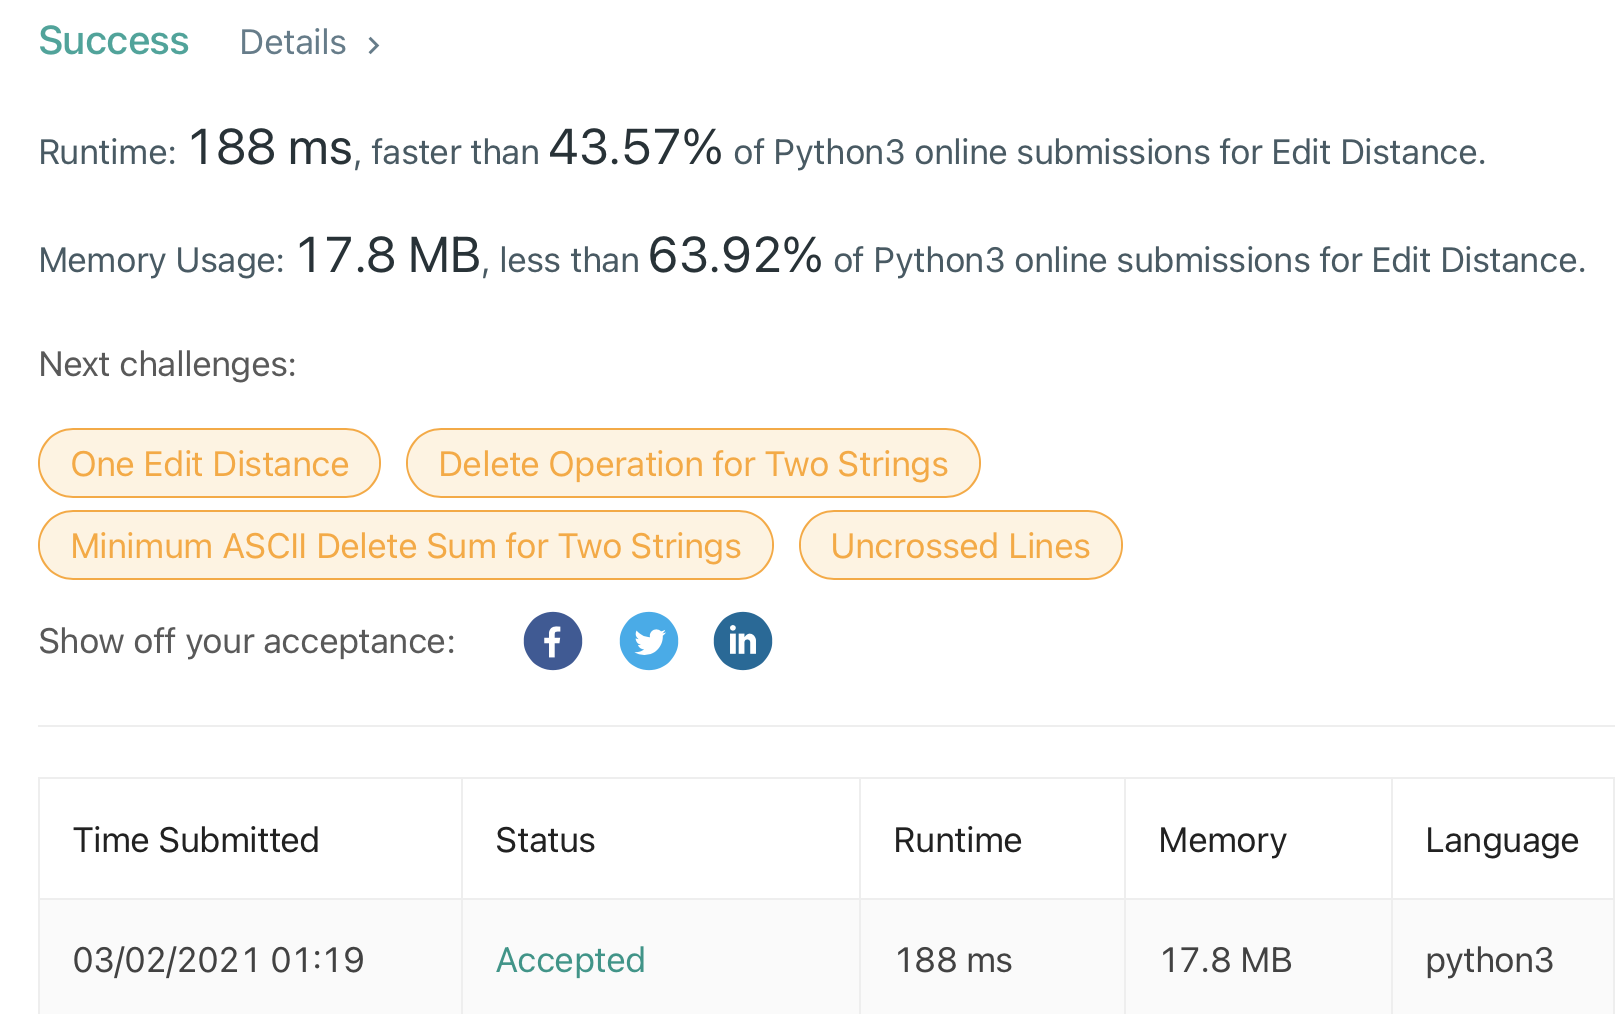 Success Details >
Runtime: 188 ms, faster than 43.57% of Python3 online submissions for Edit Distance.
Memory Usage: 17.8 MB, less than 63.92% of Python3 online submissions for Edit Distance.
Next challenges:
One Edit Distance Delete Operation for Two Strings
Minimum ASCII Delete Sum for Two Strings Uncrossed Lines
Show off your acceptance: f in
Time Submitted Status Runtime Memory Language
03/02/2021 01:19 Accepted 188 ms 17.8 MB python3